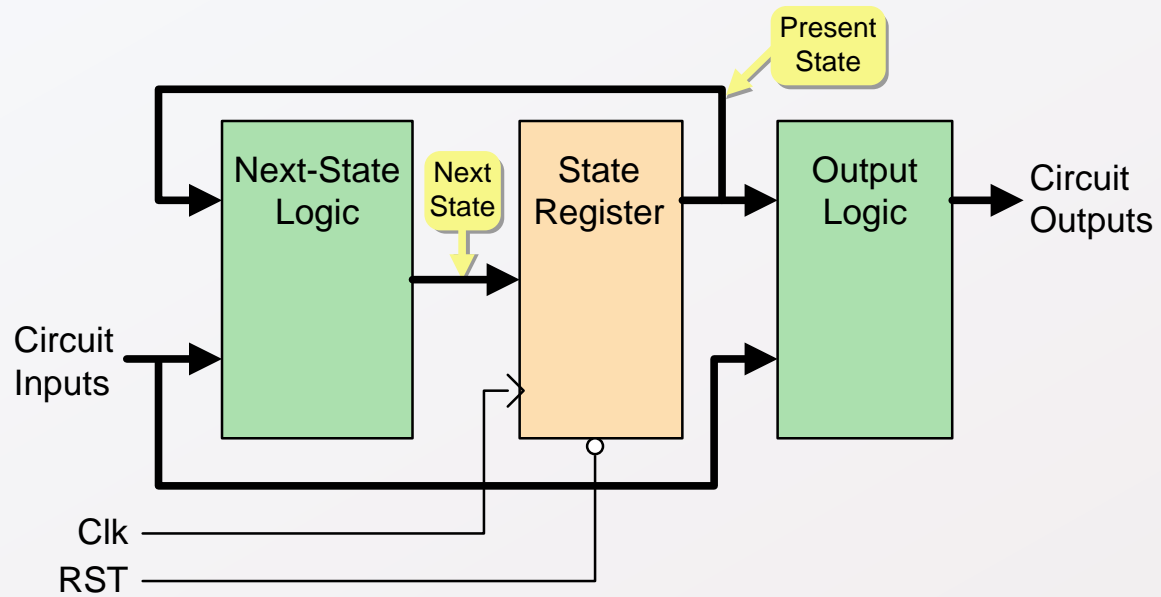 Present
State
Next-State
Logic
Next
State
State
Register
Output
Logic
Circuit
Outputs
Circuit
Inputs
Clk
RST